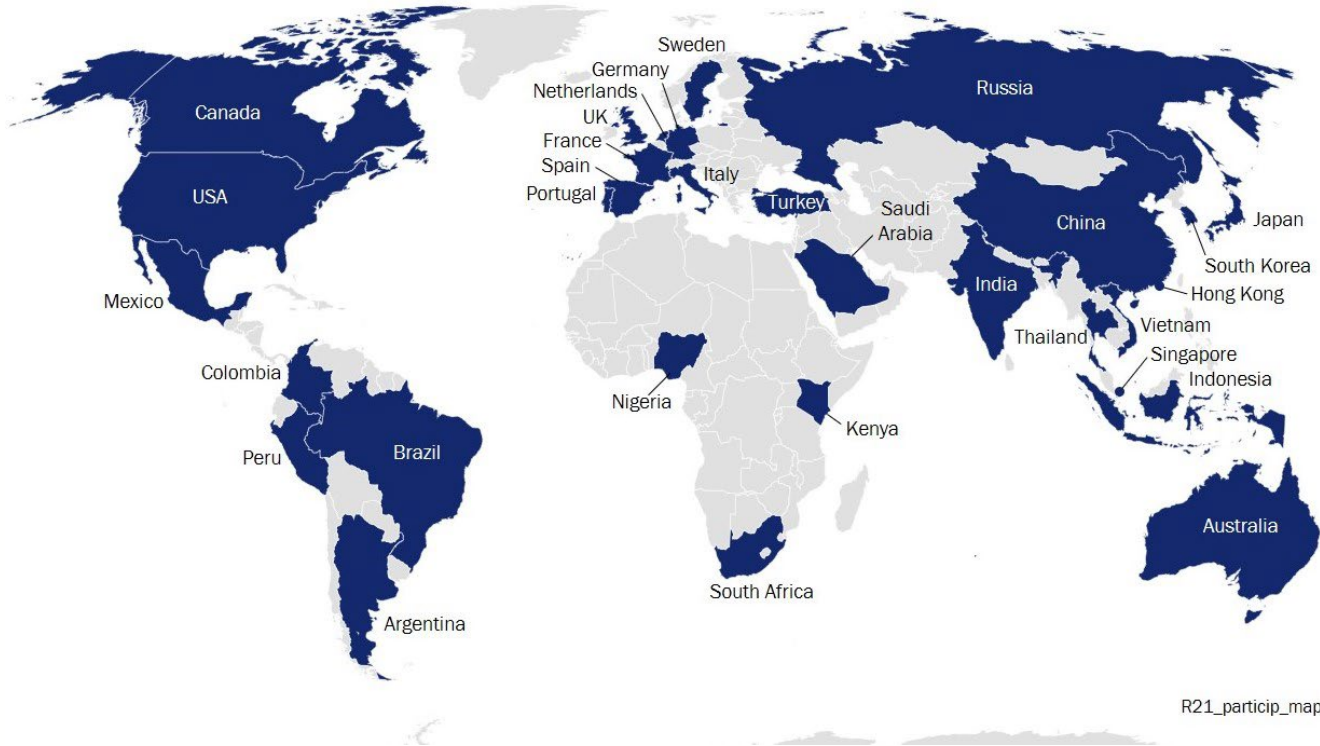 Sweden
Germany
Netherlands
UK
France
Spain
Portugal
Italy
Turkey
Russia
Canada
USA
Mexico
Saudi
Arabia
China
Japan
South Korea
India
Hong Kong
Thailand
Vietnam
Singapore
Indonesia
Colombia
Nigeria
Kenya
Peru
Brazil
Australia
South Africa
Argentina
R21_particip_map